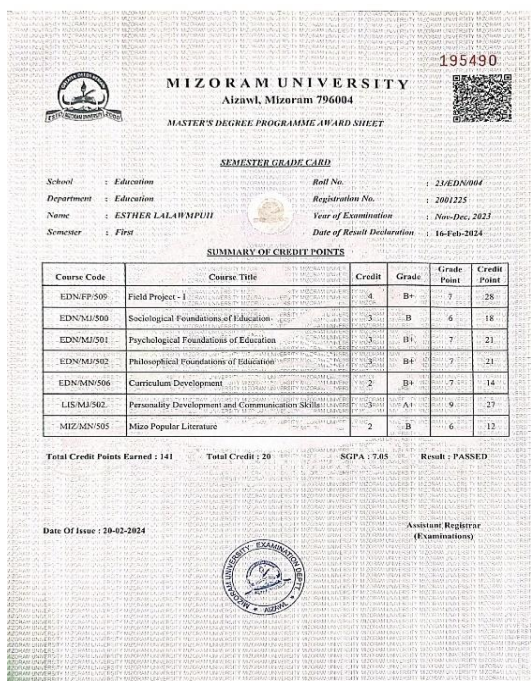 195490
MIZORAM UNIVERSITY
Aizawl, Mizoram 796004
MASTER'S DEGREE PROGRAMME AWARD SHEET
SEMESTER GRADE CARD
School : Education Roll No. : 23/EDN/004
Department : Education Registration No. : 2001225
Name : ESTHER LALAWMPUII Year of Examination : Nov-Dec, 2023
Semester : First Date of Result Declaration : 16-Feb-2024
SUMMARY OF CREDIT POINTS
Course Code Course Title Credit Grade Grade Point Credit Point
EDN/FP/509 Field Project - I 4 B+ 7 28
EDN/MJ/500 Sociological Foundations of Education 3 B 6 18
EDN/MJ/501 Psychological Foundations of Education 3 B+ 7 21
EDN/MJ/502 Philosophical Foundations of Education 3 B+ 7 21
EDN/MN/506 Curriculum Development 2 B+ 7 14
LIS/MJ/502 Personality Development and Communication Skills 3 A+ 9 27
MIZ/MN/505 Mizo Popular Literature 2 B 6 12
Total Credit Points Earned : 141 Total Credit : 20 SGPA : 7.05 Result : PASSED
Date Of Issue : 20-02-2024
Assistant Registrar
(Examinations)
MIZORAM UNIVERSITY EXAMINATION DEPTT.
AIZAWL